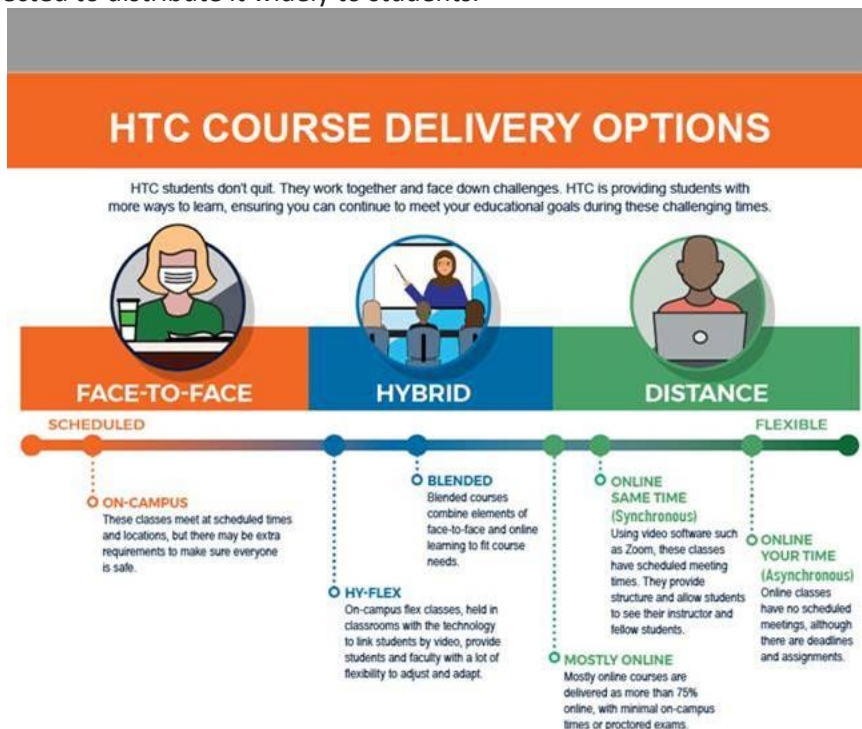 HTC COURSE DELIVERY OPTIONS
HTC students don't quit. They work together and face down challenges. HTC is providing students with
more ways to learn, ensuring you can continue to meet your educational goals during these challenging times.
FACE-TO-FACE
HYBRID
DISTANCE
SCHEDULED
FLEXIBLE
ON-CAMPUS
These classes meet at scheduled times
and locations, but there may be extra
requirements to make sure everyone
is safe.
HY-FLEX
On-campus flex classes, held in
classrooms with the technology
to link students by video, provide
students and faculty with a lot of
flexibility to adjust and adapt.
BLENDED
Blended courses
combine elements of
face-to-face and online
learning to fit course
needs.
MOSTLY ONLINE
Mostly online courses are
delivered as more than 75%
online, with minimal on-campus
times or proctored exams.
ONLINE
SAME TIME
(Synchronous)
Using video software such
as Zoom, these classes
have scheduled meeting
times. They provide
structure and allow students
to see their instructor and
fellow students.
ONLINE
YOUR TIME
(Asynchronous)
Online classes
have no scheduled
meetings, although
there are deadlines
and assignments.